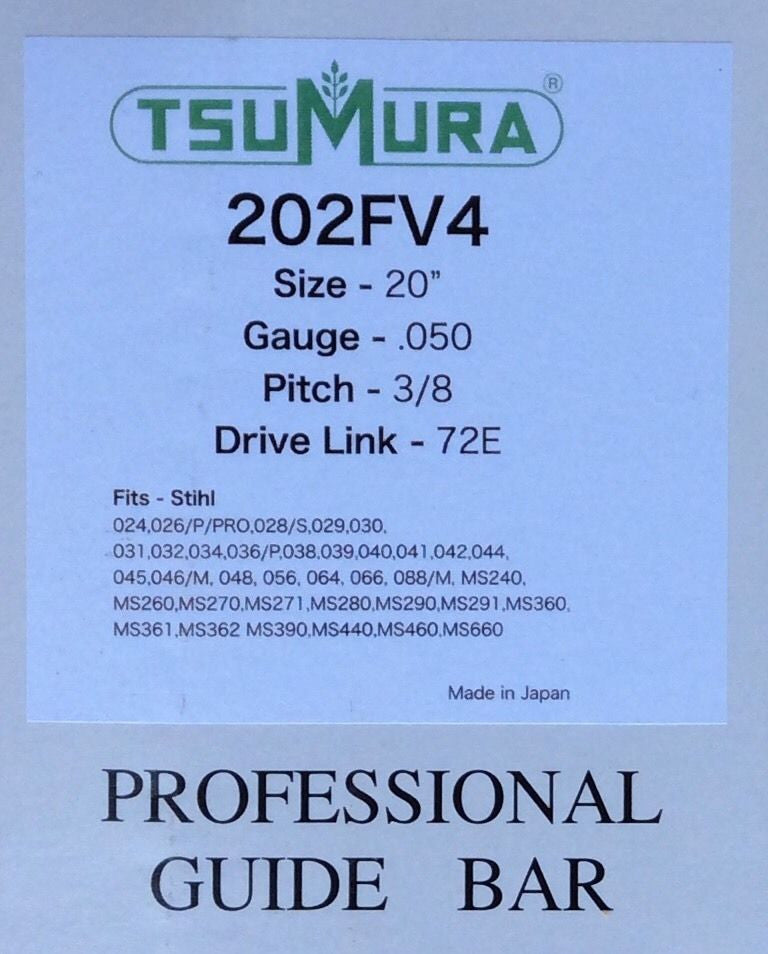 TSUMURA ®
202FV4
Size - 20”
Gauge - .050
Pitch - 3/8
Drive Link - 72E
Fits - Stihl
024,026/P/PRO,028/S,029,030,
031,032,034,036/P,038,039,040,041,042,044,
045,046/M, 048, 056, 064, 066, 088/M, MS240,
MS260,MS270,MS271,MS280,MS290,MS291,MS360,
MS361,MS362 MS390,MS440,MS460,MS660
Made in Japan
PROFESSIONAL
GUIDE BAR